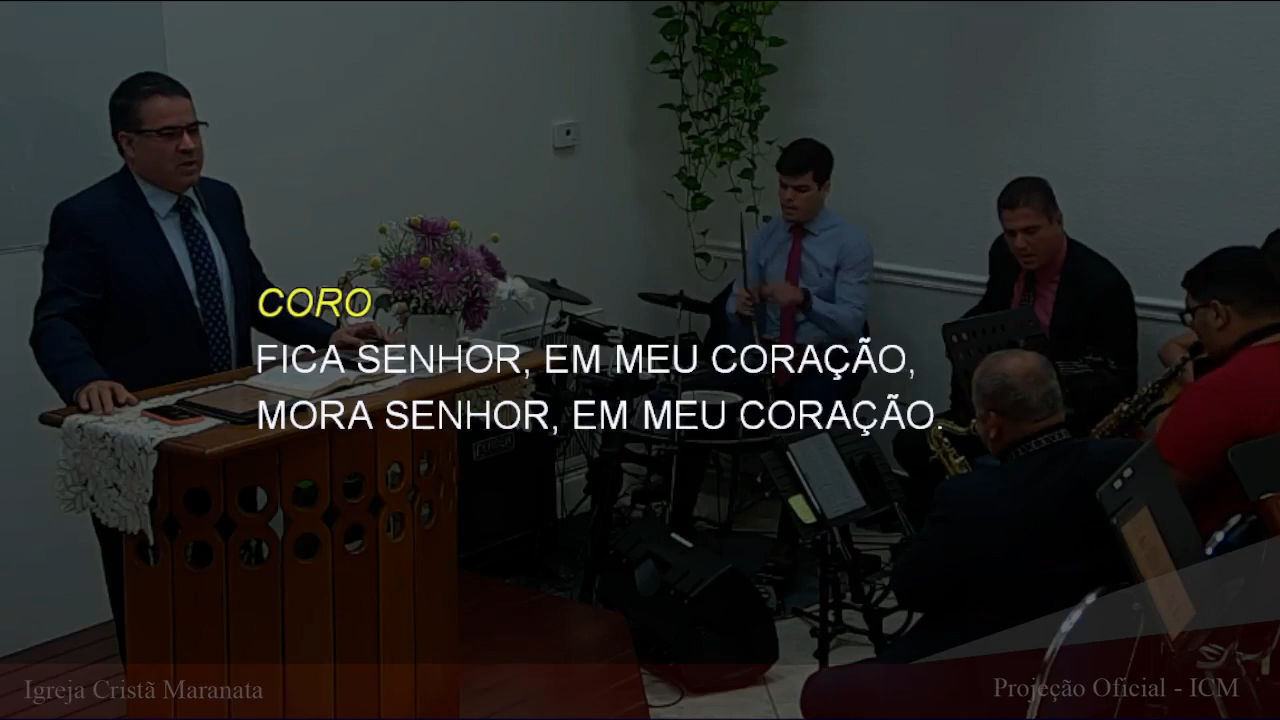 CORO
FICA SENHOR, EM MEU CORAÇÃO,
MORA SENHOR, EM MEU CORAÇÃO.
Igreja Cristã Maranata
Projeção Oficial - ICM